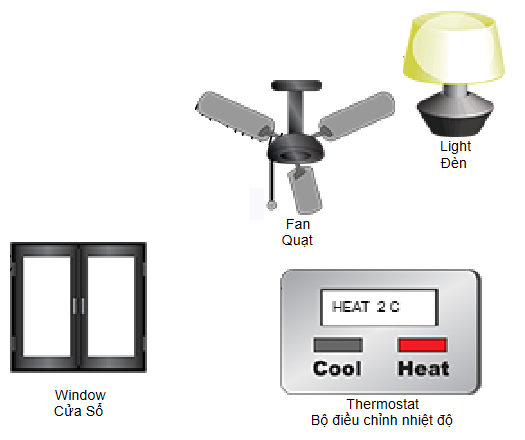 Light
Đèn
Fan
Quạt
HEAT 2 C
Cool Heat
Window
Cửa Sổ
Thermostat
Bộ điều chỉnh nhiệt độ